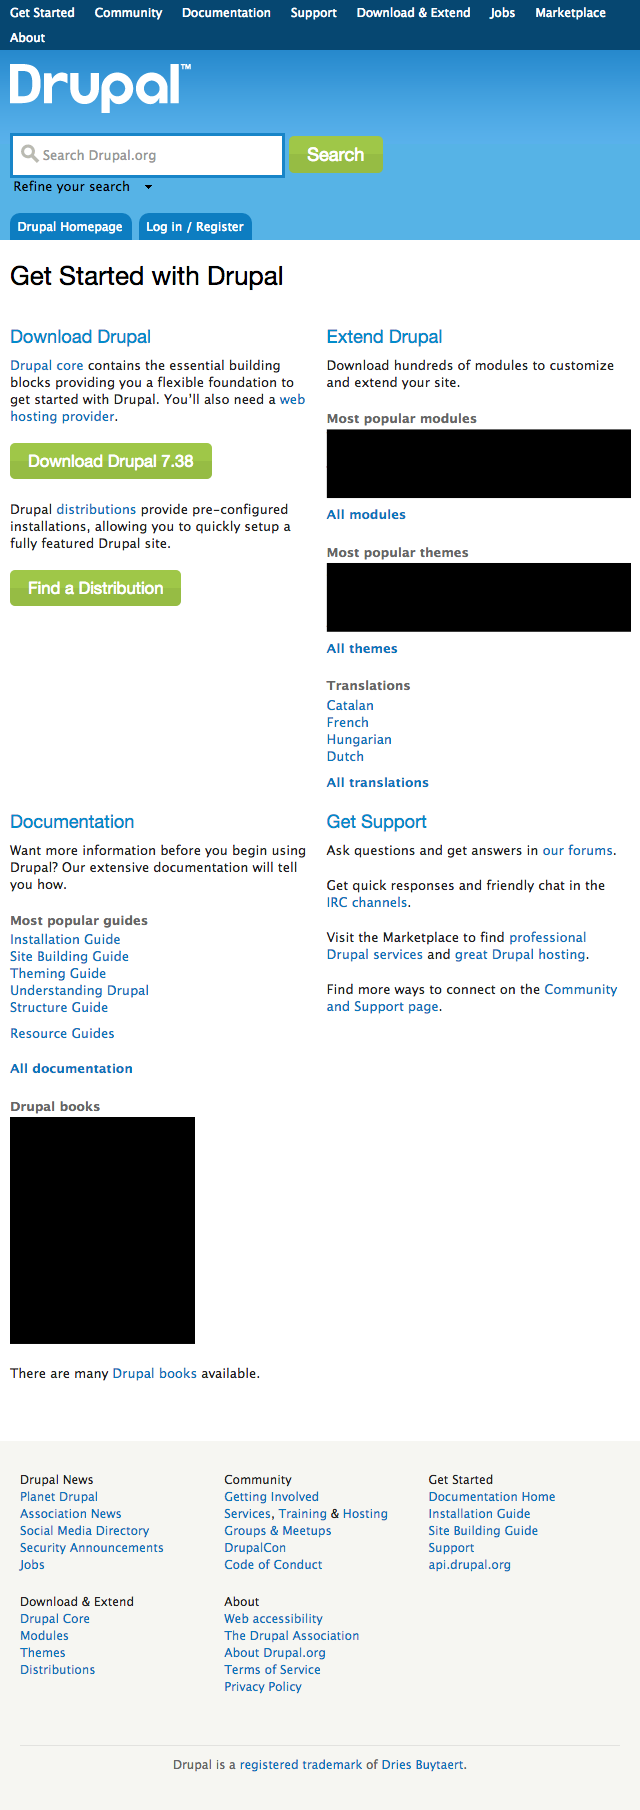 Get Started Community Documentation Support Download & Extend Jobs Marketplace
About
Drupal™
Search Drupal.org
Search
Refine your search
Drupal Homepage
Log in / Register
Get Started with Drupal
Download Drupal
Drupal core contains the essential building
blocks providing you a flexible foundation to
get started with Drupal. You'll also need a web
hosting provider.
Download Drupal 7.38
Drupal distributions provide pre-configured
installations, allowing you to quickly setup a
fully featured Drupal site.
Find a Distribution
Extend Drupal
Download hundreds of modules to customize
and extend your site.
Most popular modules
All modules
Most popular themes
All themes
Translations
Catalan
French
Hungarian
Dutch
All translations
Documentation
Want more information before you begin using
Drupal? Our extensive documentation will tell
you how.
Most popular guides
Installation Guide
Site Building Guide
Theming Guide
Understanding Drupal
Structure Guide
Resource Guides
All documentation
Drupal books
There are many Drupal books available.
Get Support
Ask questions and get answers in our forums.
Get quick responses and friendly chat in the
IRC channels.
Visit the Marketplace to find professional
Drupal services and great Drupal hosting.
Find more ways to connect on the Community
and Support page.
Drupal News
Planet Drupal
Association News
Social Media Directory
Security Announcements
Jobs
Community
Getting Involved
Services, Training & Hosting
Groups & Meetups
DrupalCon
Code of Conduct
Get Started
Documentation Home
Installation Guide
Site Building Guide
Support
api.drupal.org
Download & Extend
Drupal Core
Modules
Themes
Distributions
About
Web accessibility
The Drupal Association
About Drupal.org
Terms of Service
Privacy Policy
Drupal is a registered trademark of Dries Buytaert.